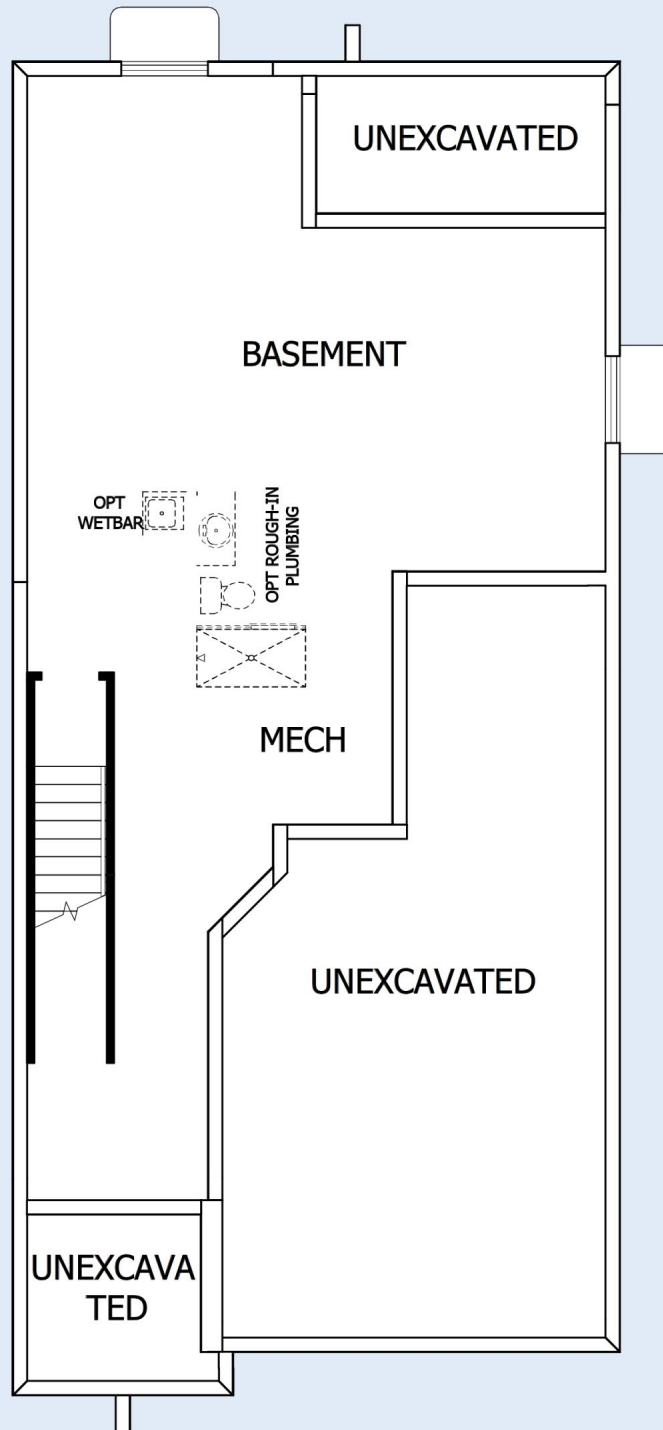 UNEXCAVATED
BASEMENT
OPT
WETBAR
OPT ROUGH-IN
PLUMBING
MECH
UNEXCAVATED
UNEXCAVA
TED